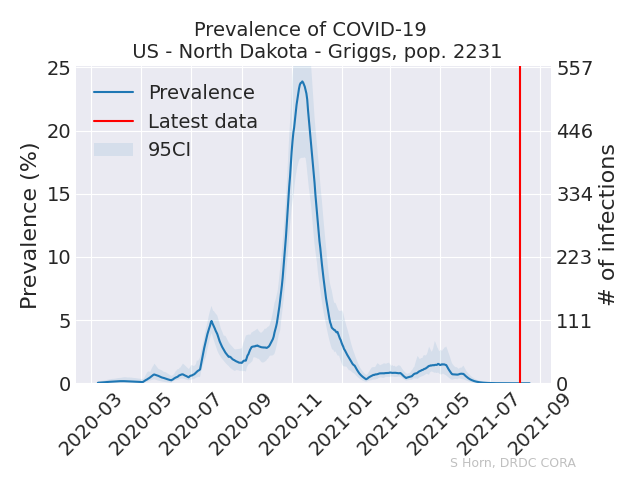 Prevalence of COVID-19
US - North Dakota - Griggs, pop. 2231
Prevalence (%)
25
20
15
10
5
0
Prevalence
Latest data
95CI
557
446
334
223
111
0
# of infections
2020-03
2020-05
2020-07
2020-09
2020-11
2021-01
2021-03
2021-05
2021-07
2021-09
S Horn, DRDC CORA